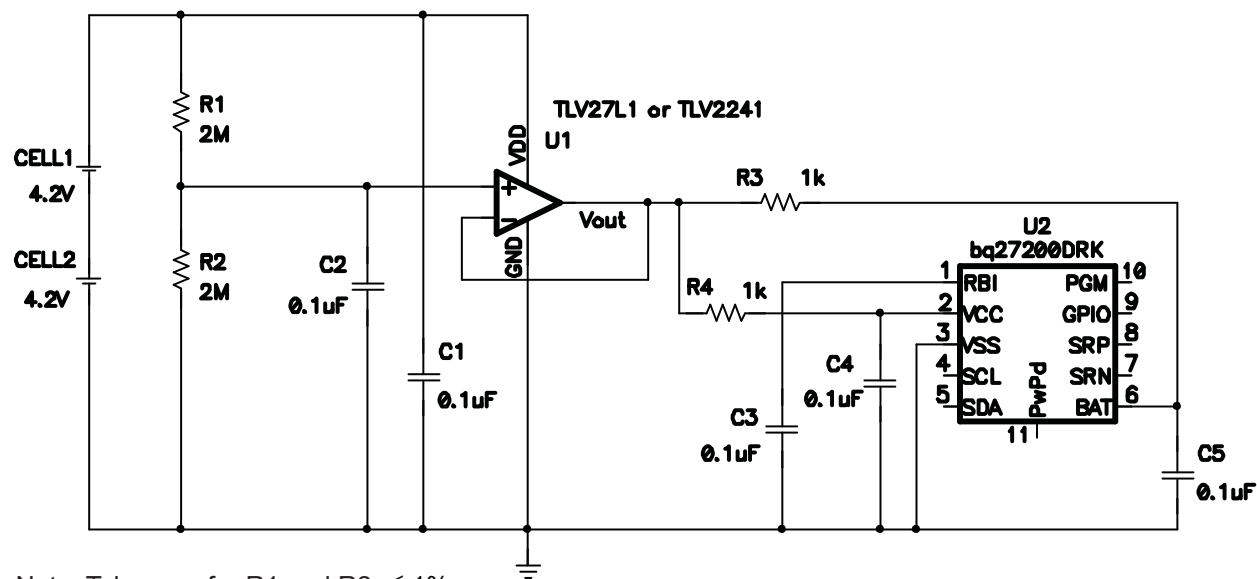 TLV27L1 or TLV2241
U1
VDD
GND
+
−
Vout
R1
2M
CELL1
4.2V
CELL2
4.2V
R2
2M
C2
0.1uF
C1
0.1uF
R3 1k
R4 1k
C3
0.1uF
C4
0.1uF
U2
bq27200DRK
1 RBI
2 VCC
3 VSS
4 SCL
5 SDA
PGM 10
GPIO 9
SRP 8
SRN 7
BAT 6
PwPd
11
C5
0.1uF